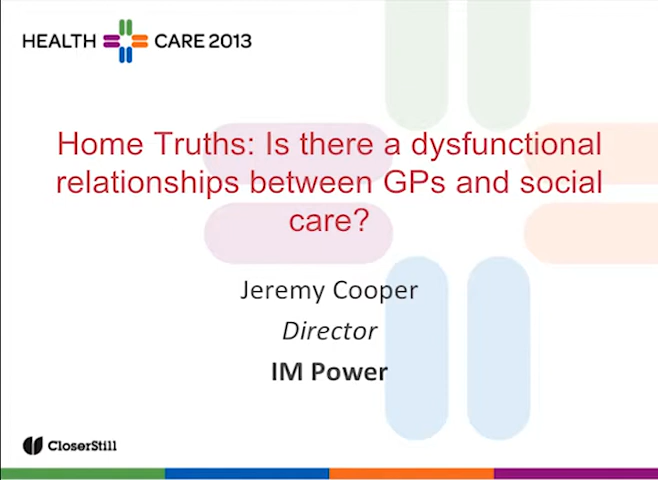 HEALTH CARE 2013
Home Truths: Is there a dysfunctional
relationships between GPs and social
care?
Jeremy Cooper
Director
IM Power
CloserStill